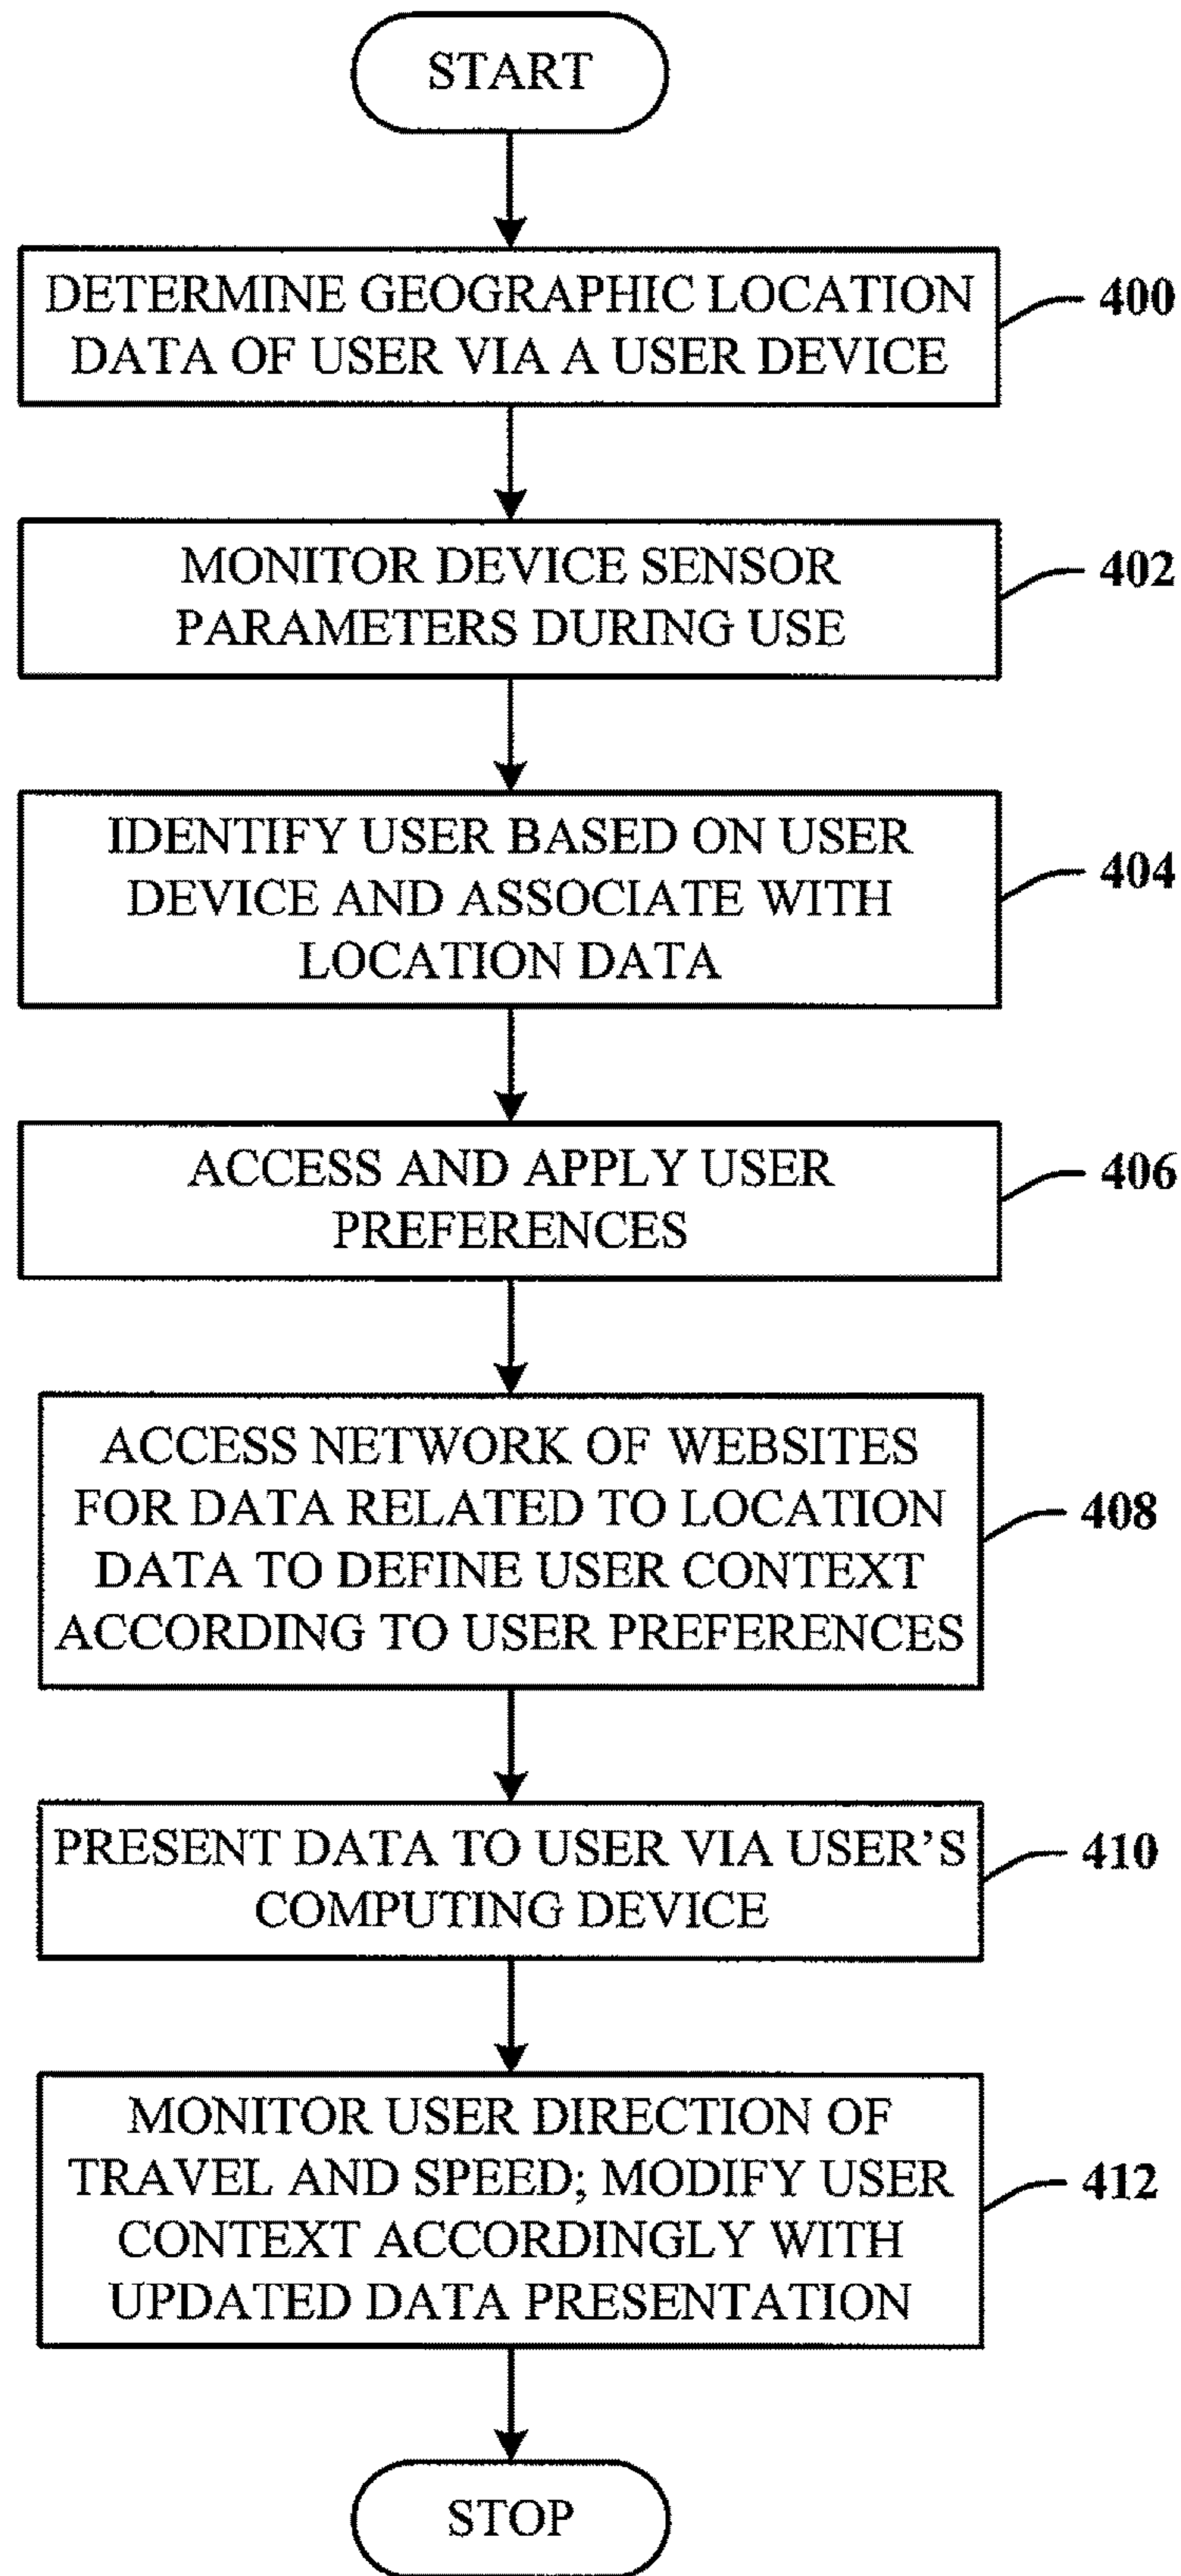 START
DETERMINE GEOGRAPHIC LOCATION
DATA OF USER VIA A USER DEVICE
400
MONITOR DEVICE SENSOR
PARAMETERS DURING USE
402
IDENTIFY USER BASED ON USER
DEVICE AND ASSOCIATE WITH
LOCATION DATA
404
ACCESS AND APPLY USER
PREFERENCES
406
ACCESS NETWORK OF WEBSITES
FOR DATA RELATED TO LOCATION
DATA TO DEFINE USER CONTEXT
ACCORDING TO USER PREFERENCES
408
PRESENT DATA TO USER VIA USER'S
COMPUTING DEVICE
410
MONITOR USER DIRECTION OF
TRAVEL AND SPEED; MODIFY USER
CONTEXT ACCORDINGLY WITH
UPDATED DATA PRESENTATION
412
STOP